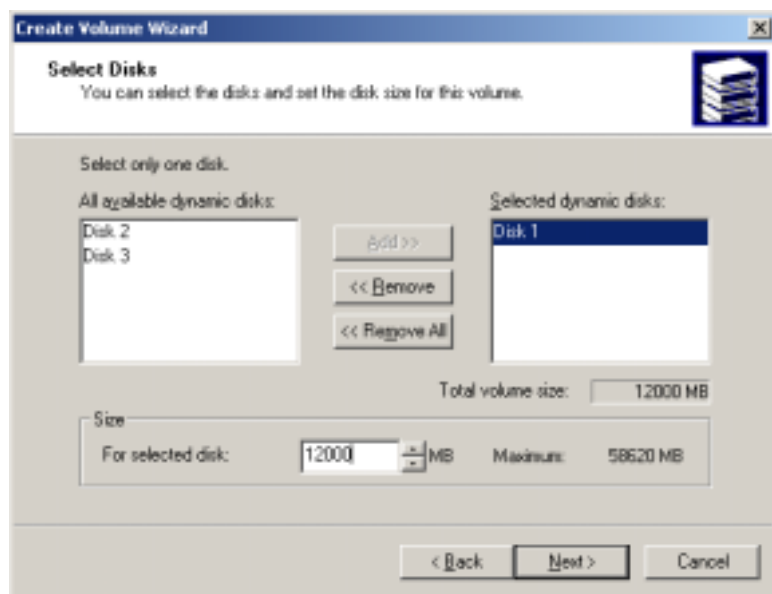 Create Volume Wizard
Select Disks
You can select the disks and set the disk size for this volume.
Select only one disk.
All available dynamic disks:
Selected dynamic disks:
Disk 2
Disk 3
Add >>
<< Remove
<< Remove All
Disk 1
Total volume size: 12000 MB
Size
For selected disk: 12000 MB Maximum: 58620 MB
< Back Next > Cancel